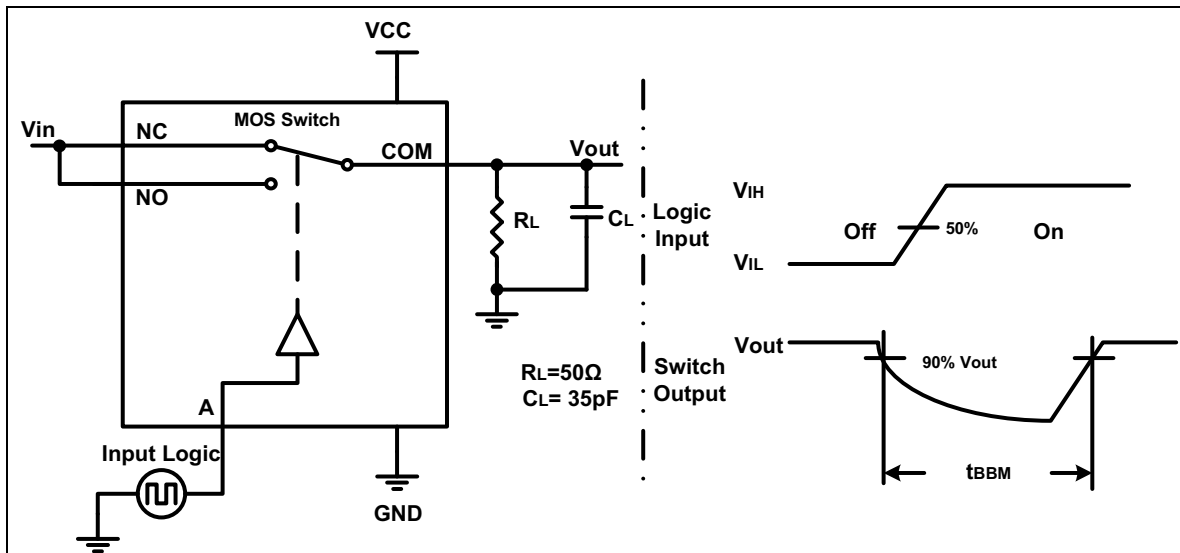 VCC
Vin
NC
MOS Switch
COM
Vout
NO
RL
CL
A
Input Logic
GND
RL=50Ω
CL= 35pF
Logic
Input
VIH
Off
50%
On
VIL
Switch
Output
Vout
90% Vout
tBBM